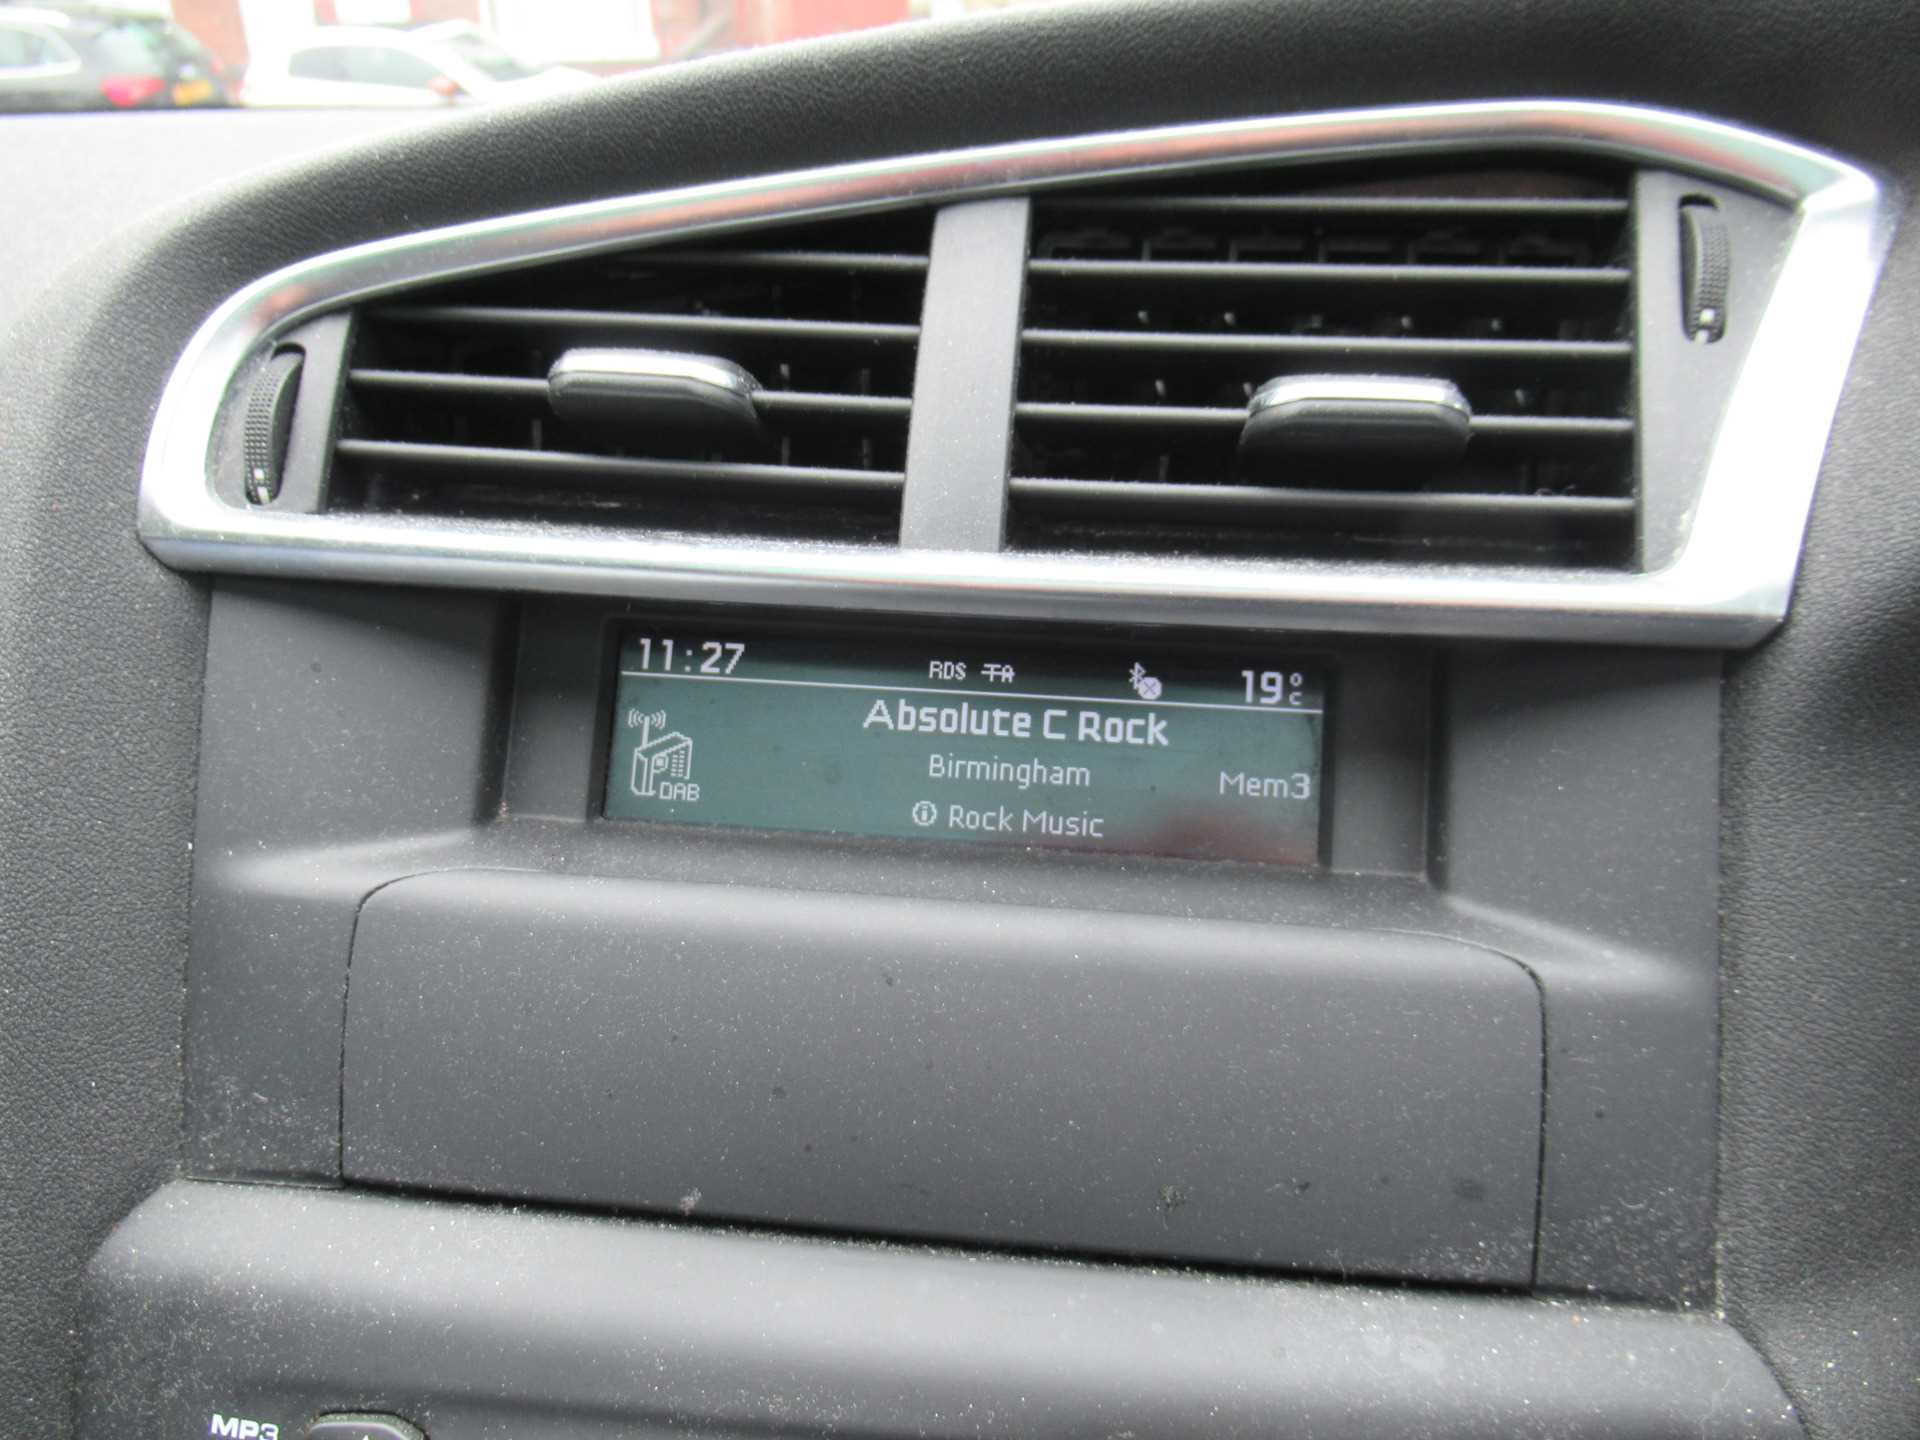 11:27 RDS TA 19°C
Absolute C Rock
Birmingham
Mem3
DAB
Rock Music
MP3